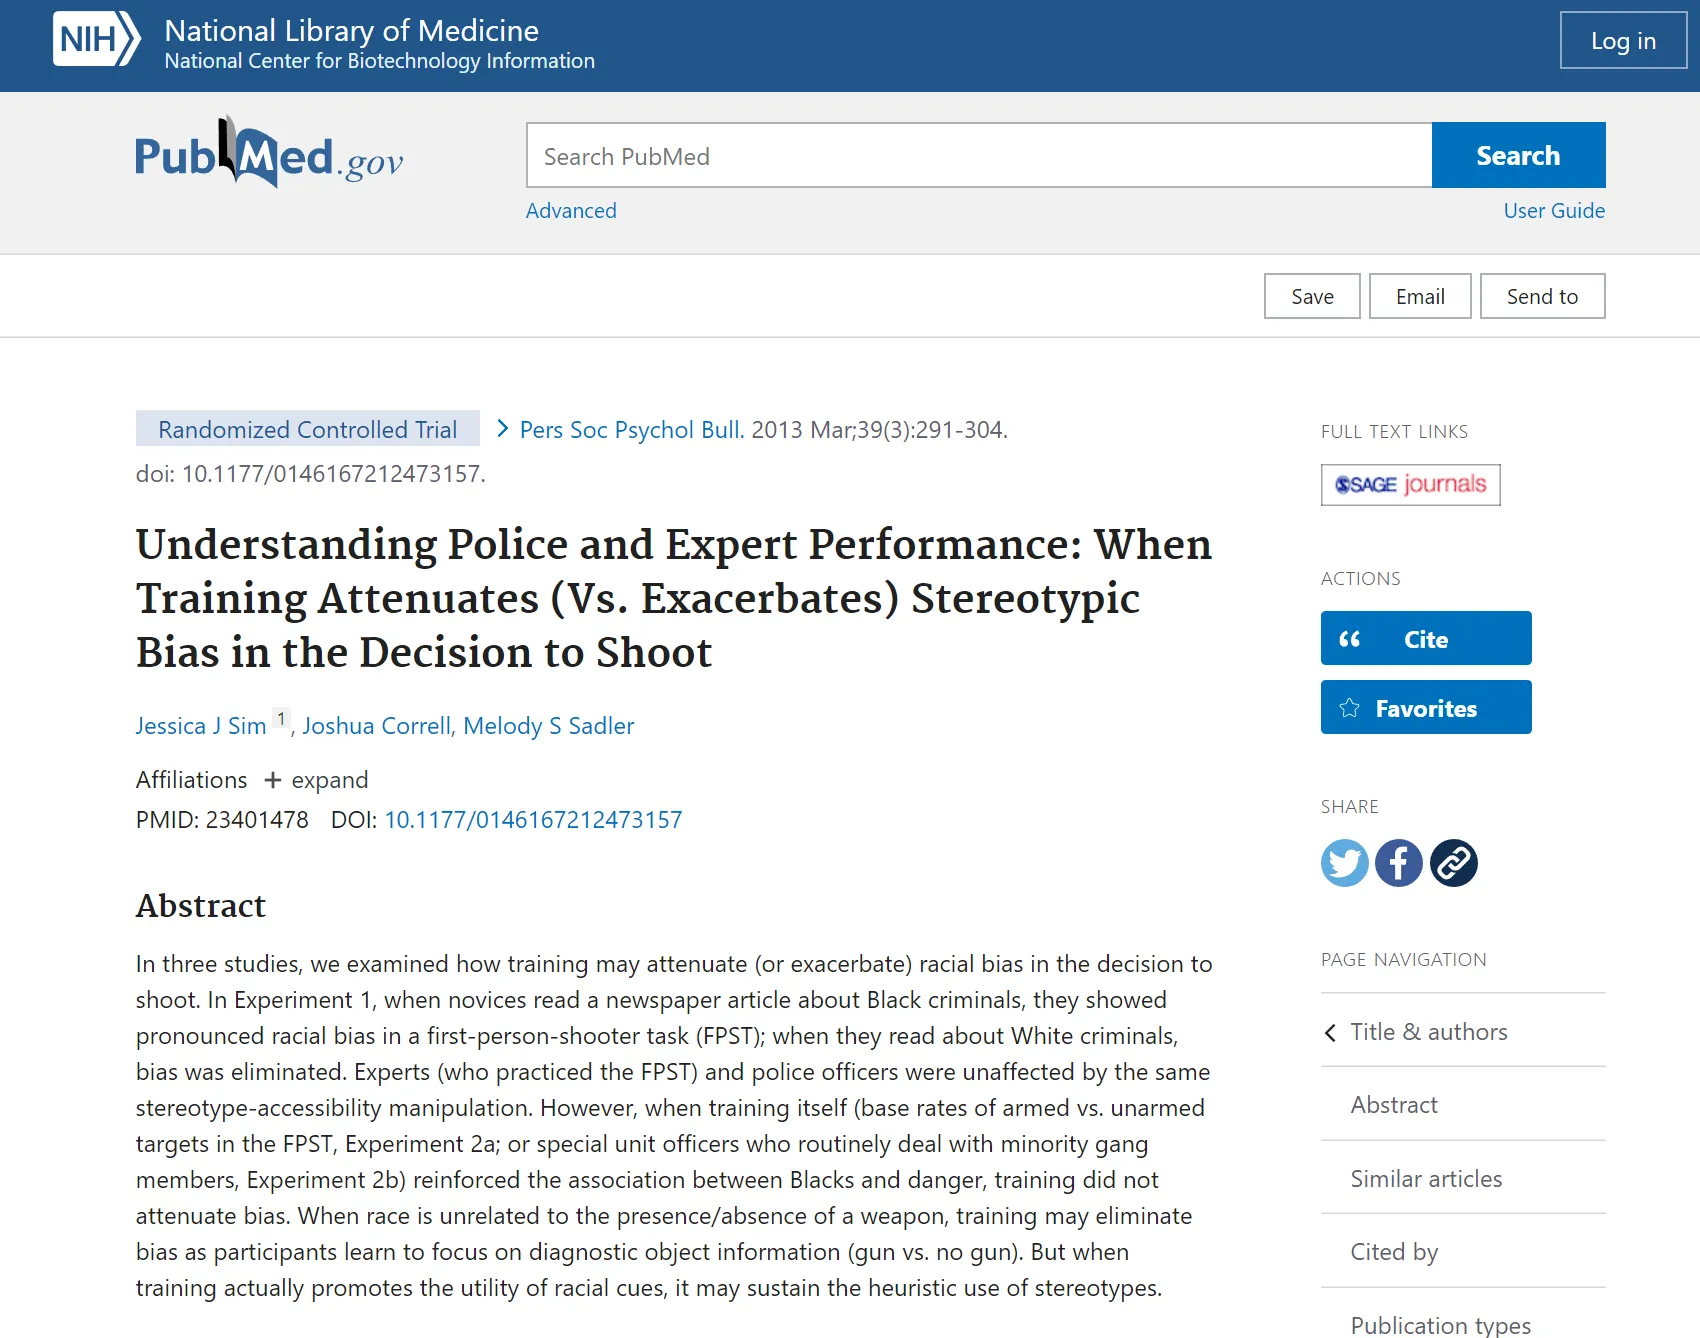 NIH
National Library of Medicine
National Center for Biotechnology Information
Log in
PubMed.gov
Search PubMed
Search
Advanced
User Guide
Save
Email
Send to
Randomized Controlled Trial
Pers Soc Psychol Bull. 2013 Mar;39(3):291-304.
doi: 10.1177/0146167212473157.
Understanding Police and Expert Performance: When
Training Attenuates (Vs. Exacerbates) Stereotypic
Bias in the Decision to Shoot
Jessica J Sim 1, Joshua Correll, Melody S Sadler
Affiliations + expand
PMID: 23401478 DOI: 10.1177/0146167212473157
Abstract
In three studies, we examined how training may attenuate (or exacerbate) racial bias in the decision to
shoot. In Experiment 1, when novices read a newspaper article about Black criminals, they showed
pronounced racial bias in a first-person-shooter task (FPST); when they read about White criminals,
bias was eliminated. Experts (who practiced the FPST) and police officers were unaffected by the same
stereotype-accessibility manipulation. However, when training itself (base rates of armed vs. unarmed
targets in the FPST, Experiment 2a; or special unit officers who routinely deal with minority gang
members, Experiment 2b) reinforced the association between Blacks and danger, training did not
attenuate bias. When race is unrelated to the presence/absence of a weapon, training may eliminate
bias as participants learn to focus on diagnostic object information (gun vs. no gun). But when
training actually promotes the utility of racial cues, it may sustain the heuristic use of stereotypes.
FULL TEXT LINKS
SAGE journals
ACTIONS
Cite
Favorites
SHARE
PAGE NAVIGATION
Title & authors
Abstract
Similar articles
Cited by
Publication types